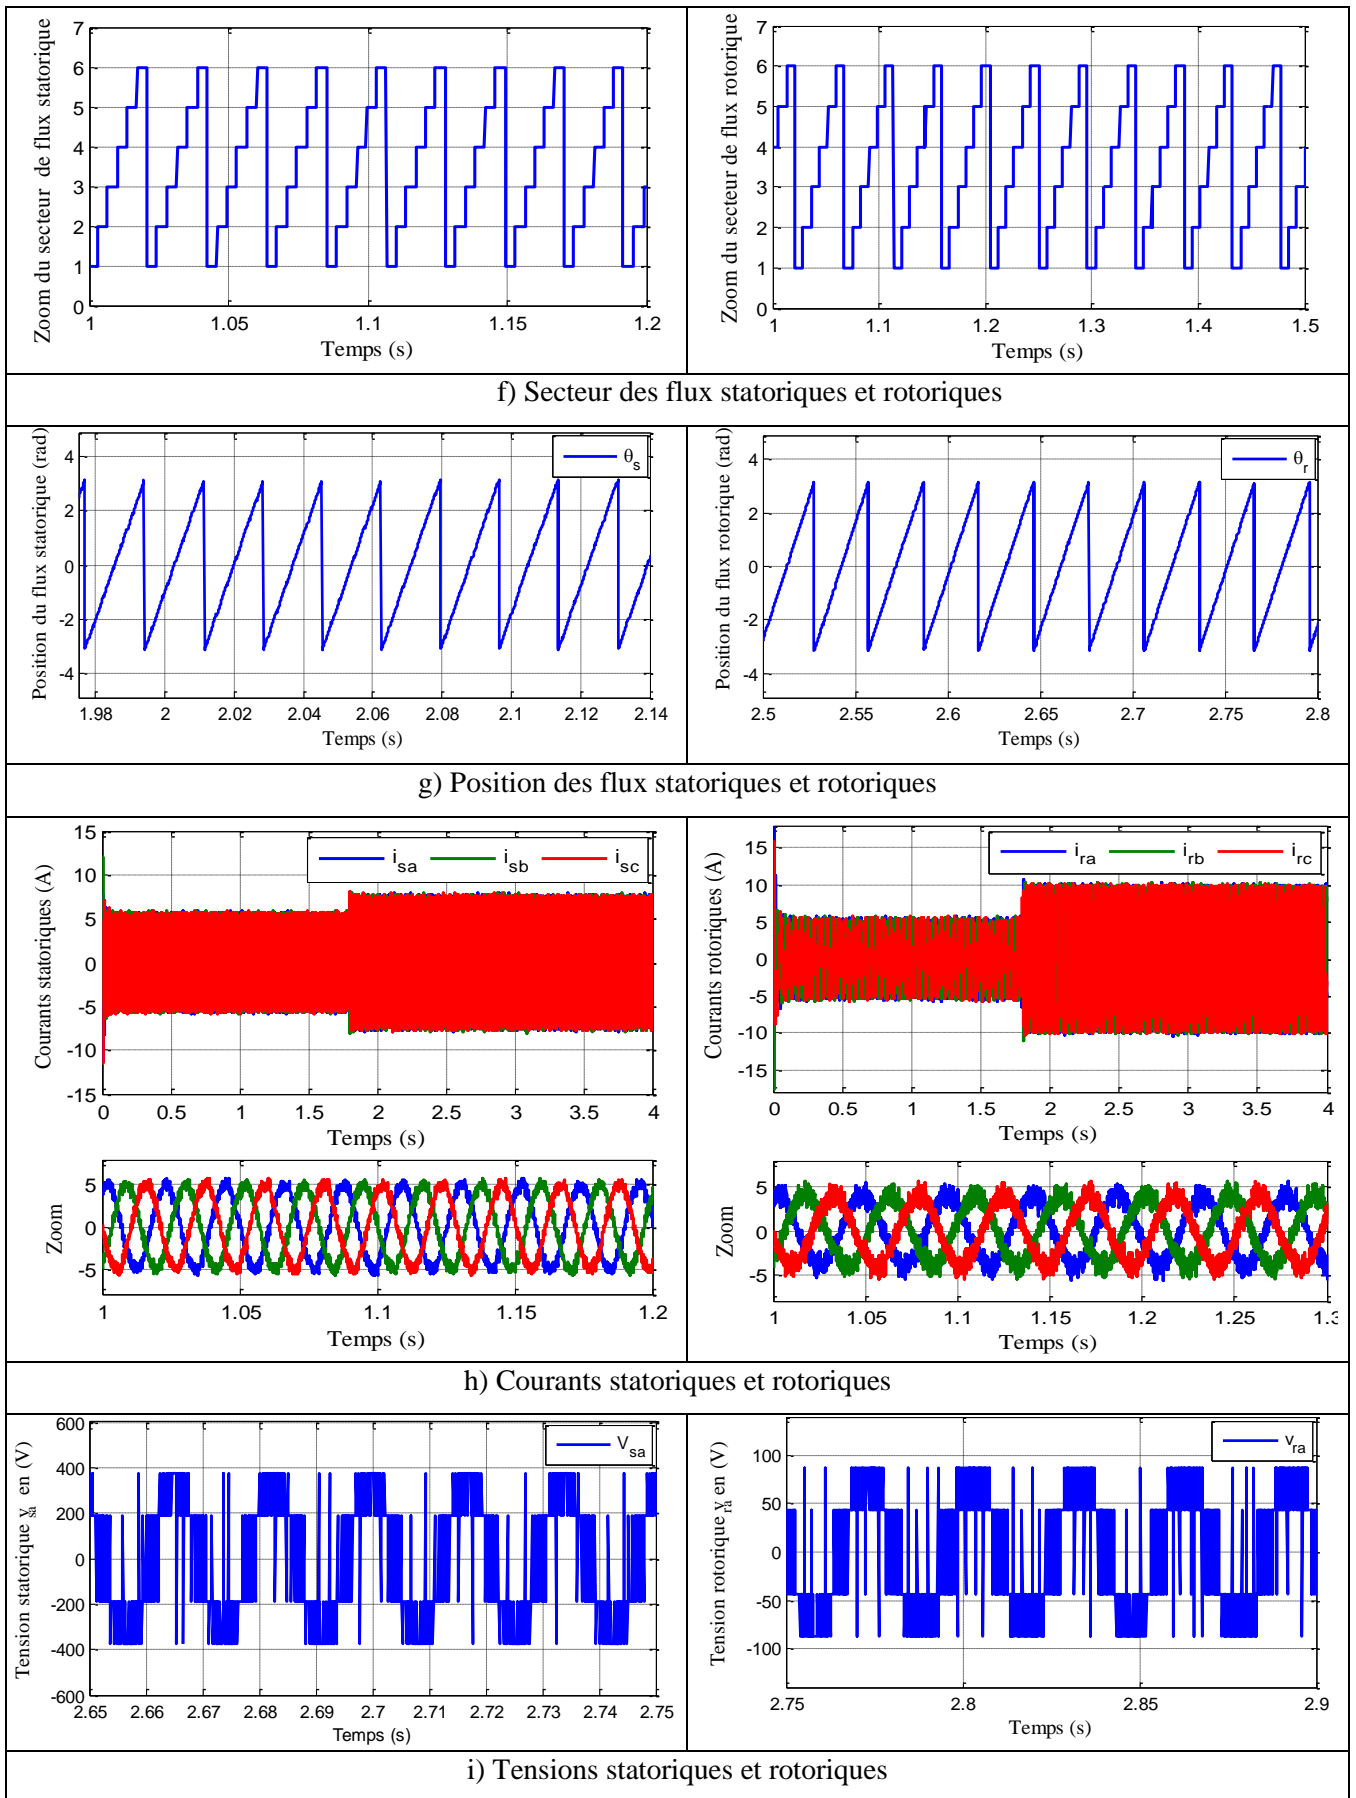 Zoom du secteur de flux statorique
7
6
5
4
3
2
1
0
1 1.05 1.1 1.15 1.2
Temps (s)
Zoom du secteur de flux rotorique
7
6
5
4
3
2
1
0
1 1.1 1.2 1.3 1.4 1.5
Temps (s)
f) Secteur des flux statoriques et rotoriques
Position du flux statorique (rad)
4
2
0
-2
-4
θs
1.98 2 2.02 2.04 2.06 2.08 2.1 2.12 2.14
Temps (s)
Position du flux rotorique (rad)
4
2
0
-2
-4
θr
2.5 2.55 2.6 2.65 2.7 2.75 2.8
Temps (s)
g) Position des flux statoriques et rotoriques
Courants statoriques (A)
15
10
5
0
-5
-10
-15
isa isb isc
0 0.5 1 1.5 2 2.5 3 3.5 4
Temps (s)
Zoom
5
0
-5
1 1.05 1.1 1.15 1.2
Temps (s)
Courants rotoriques (A)
15
10
5
0
-5
-10
-15
ira irb irc
0 0.5 1 1.5 2 2.5 3 3.5 4
Temps (s)
Zoom
5
0
-5
1 1.05 1.1 1.15 1.2 1.25 1.3
Temps (s)
h) Courants statoriques et rotoriques
Tension statorique vsa en (V)
600
400
200
0
-200
-400
-600
Vsa
2.65 2.66 2.67 2.68 2.69 2.7 2.71 2.72 2.73 2.74 2.75
Temps (s)
Tension rotorique vra en (V)
100
50
0
-50
-100
vra
2.75 2.8 2.85 2.9
Temps (s)
i) Tensions statoriques et rotoriques